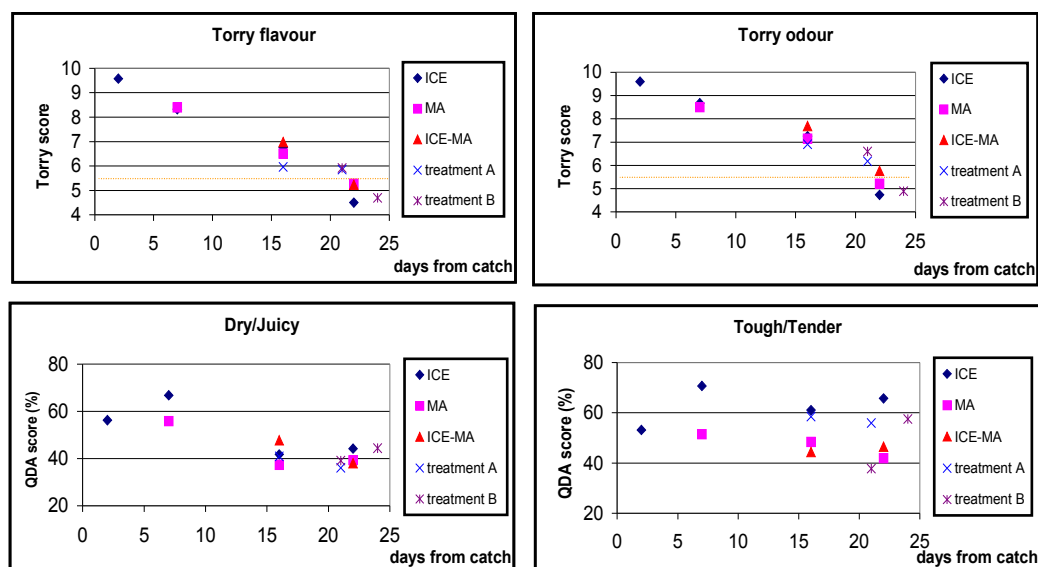 Torry flavour
Torry score
10
9
8
7
6
5
4
0 5 10 15 20 25
days from catch
ICE
MA
ICE-MA
treatment A
treatment B
Torry odour
Torry score
10
9
8
7
6
5
4
0 5 10 15 20 25
days from catch
ICE
MA
ICE-MA
treatment A
treatment B
Dry/Juicy
QDA score (%)
80
60
40
20
0 5 10 15 20 25
days from catch
ICE
MA
ICE-MA
treatment A
treatment B
Tough/Tender
QDA score (%)
80
60
40
20
0 5 10 15 20 25
days from catch
ICE
MA
ICE-MA
treatment A
treatment B